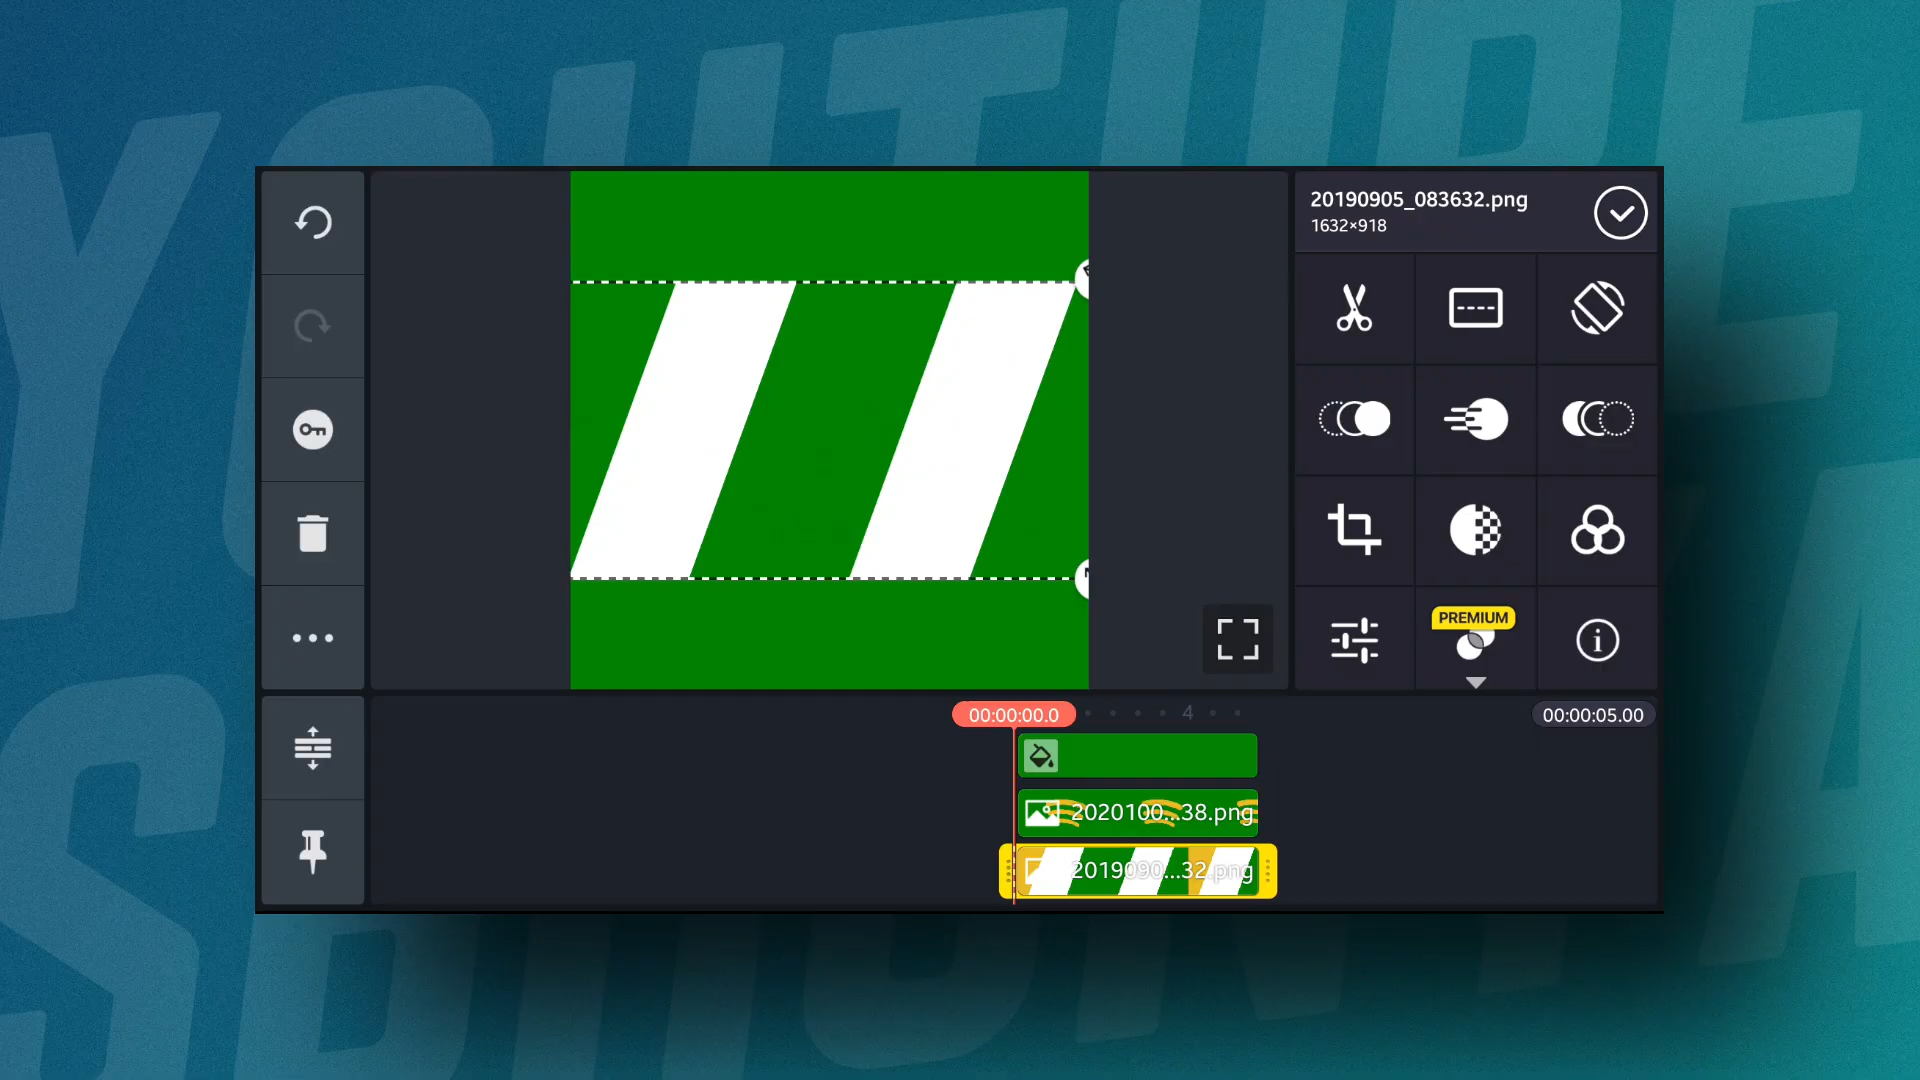 20190905_083632.png
1632×918
PREMIUM
00:00:00.0
4
00:00:05.00
2020100...38.png
2019090...32.png